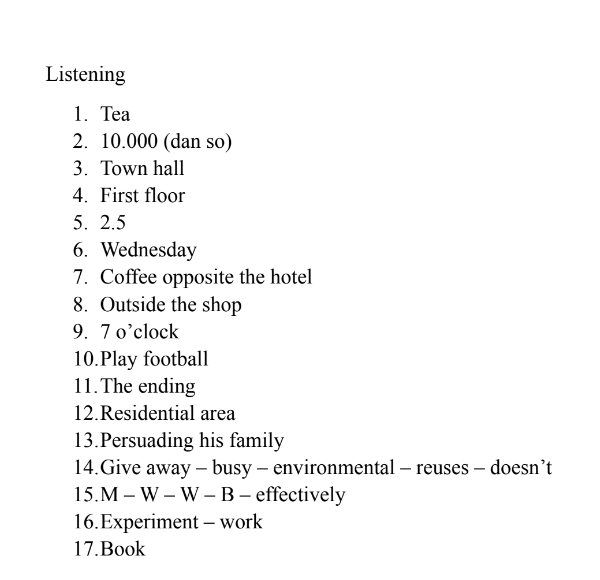 Listening
1. Tea
2. 10.000 (dan so)
3. Town hall
4. First floor
5. 2.5
6. Wednesday
7. Coffee opposite the hotel
8. Outside the shop
9. 7 o’clock
10.Play football
11.The ending
12.Residential area
13.Persuading his family
14.Give away – busy – environmental – reuses – doesn’t
15.M – W – W – B – effectively
16.Experiment – work
17.Book